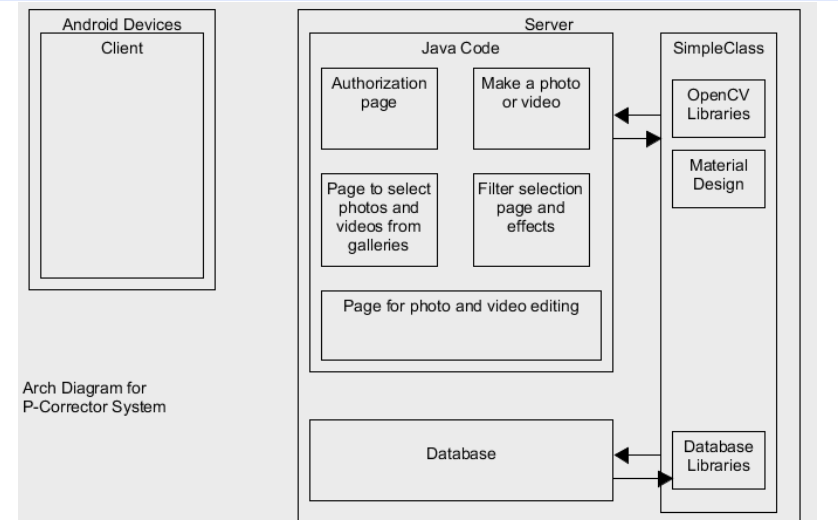 Android Devices
Client
Server
Java Code
Authorization
page
Make a photo
or video
Page to select
photos and
videos from
galleries
Filter selection
page and
effects
Page for photo and video editing
SimpleClass
OpenCV
Libraries
Material
Design
Arch Diagram for
P-Corrector System
Database
Database
Libraries